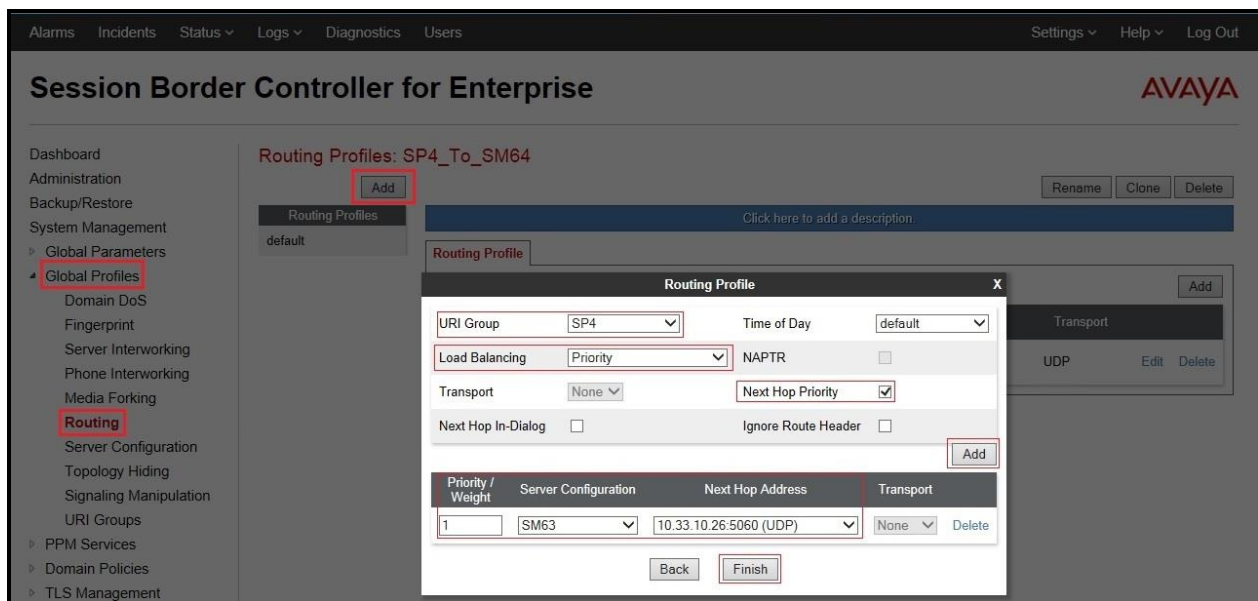 Alarms Incidents Status Logs Diagnostics Users Settings Help Log Out
Session Border Controller for Enterprise
AVAYA
Dashboard
Administration
Backup/Restore
System Management
Global Parameters
Global Profiles
Domain DoS
Fingerprint
Server Interworking
Phone Interworking
Media Forking
Routing
Server Configuration
Topology Hiding
Signaling Manipulation
URI Groups
PPM Services
Domain Policies
TLS Management
Routing Profiles: SP4_To_SM64
Add
Rename Clone Delete
Routing Profiles
default
Click here to add a description.
Routing Profile
Add
Transport
UDP Edit Delete
Routing Profile X
URI Group SP4 Time of Day default
Load Balancing Priority NAPTR
Transport None Next Hop Priority
Next Hop In-Dialog Ignore Route Header
Add
Priority / Weight Server Configuration Next Hop Address Transport
1 SM63 10.33.10.26:5060 (UDP) None Delete
Back Finish